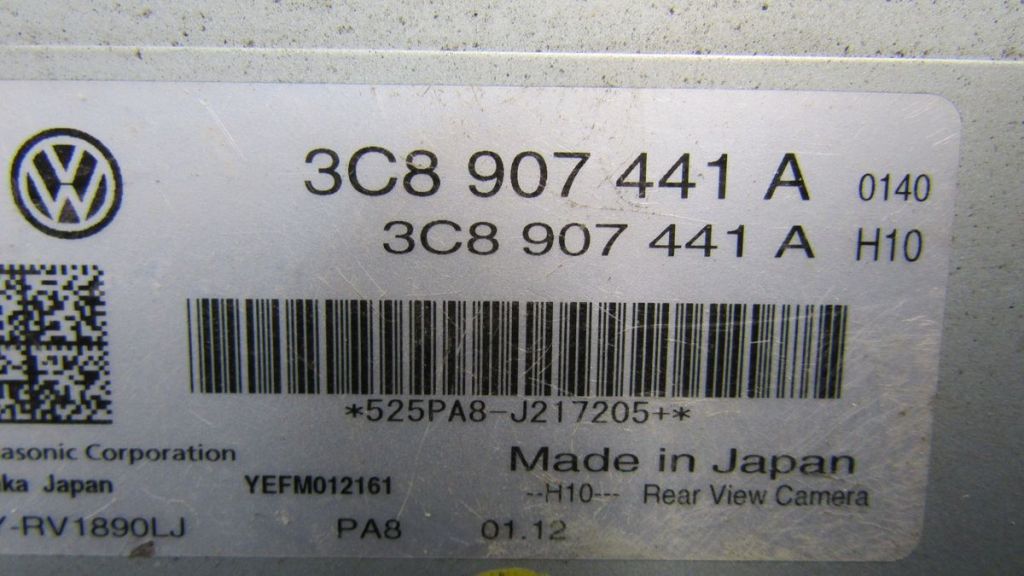 3C8 907 441 A 0140
3C8 907 441 A H10
*525PA8-J217205+*
asonic Corporation
Made in Japan
ka Japan YEFM012161
--H10--- Rear View Camera
Y-RV1890LJ PA8 01.12